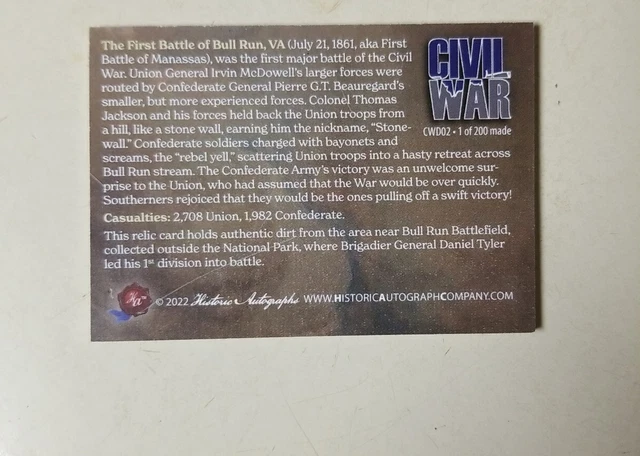 The First Battle of Bull Run, VA (July 21, 1861, aka First
Battle of Manassas), was the first major battle of the Civil
War. Union General Irvin McDowell's larger forces were
routed by Confederate General Pierre G.T. Beauregard's
smaller, but more experienced forces. Colonel Thomas
Jackson and his forces held back the Union troops from
a hill, like a stone wall, earning him the nickname, "Stone-
wall." Confederate soldiers charged with bayonets and
screams, the "rebel yell," scattering Union troops into a hasty retreat across
Bull Run stream. The Confederate Army's victory was an unwelcome sur-
prise to the Union, who had assumed that the War would be over quickly.
Southerners rejoiced that they would be the ones pulling off a swift victory!
Casualties: 2,708 Union, 1,982 Confederate.
This relic card holds authentic dirt from the area near Bull Run Battlefield,
collected outside the National Park, where Brigadier General Daniel Tyler
led his 1st division into battle.
CIVIL
WAR
CWD02 • 1 of 200 made
Ha™ © 2022 Historic Autographs WWW.HISTORICAUTOGRAPHCOMPANY.COM